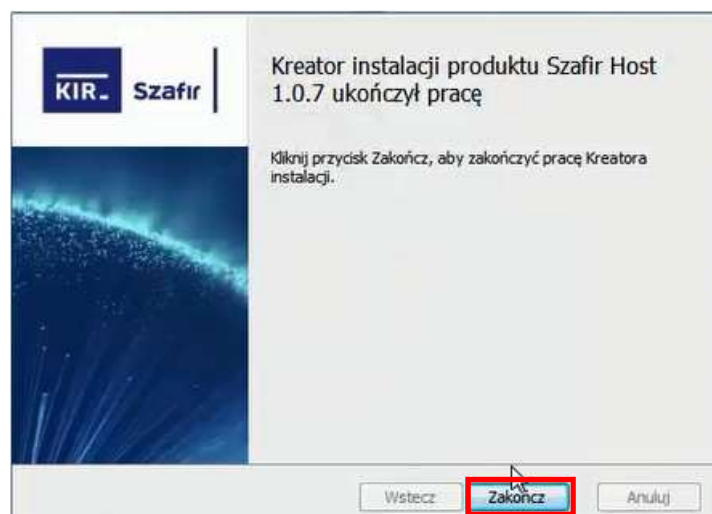 KIR. Szafir
Kreator instalacji produktu Szafir Host
1.0.7 ukończył pracę
Kliknij przycisk Zakończ, aby zakończyć pracę Kreatora
instalacji.
Wstecz Zakończ Anuluj